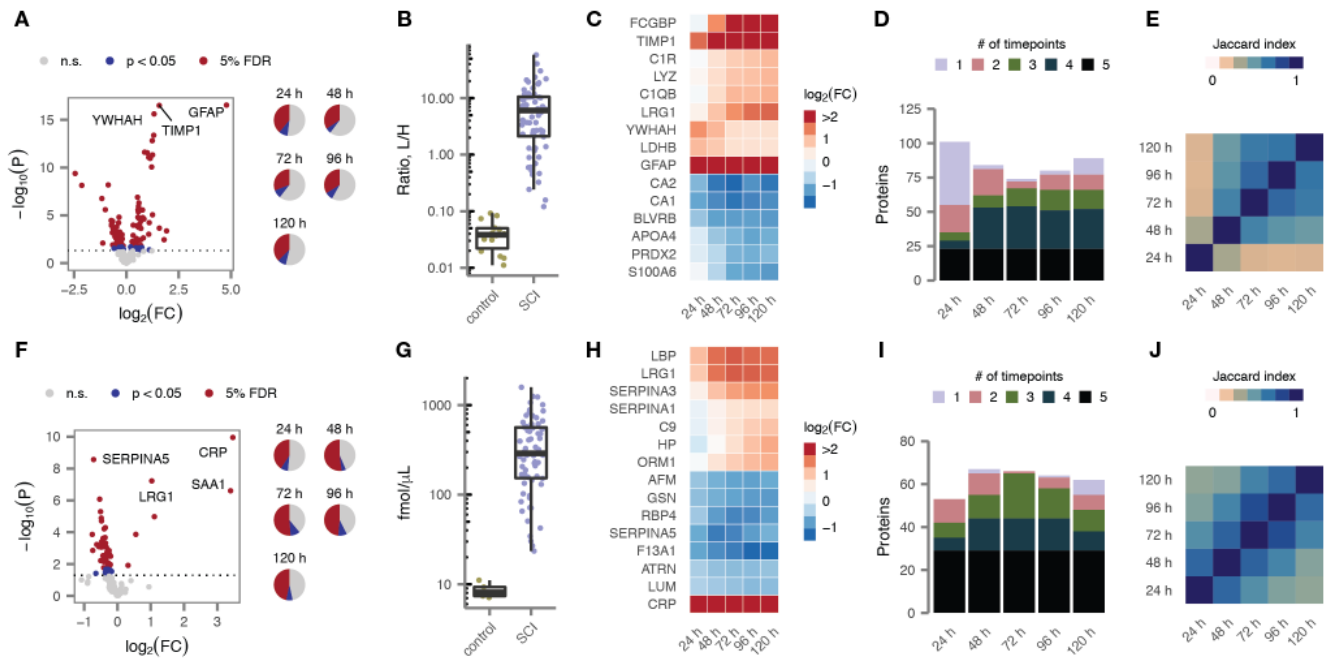 A
n.s. p < 0.05 5% FDR
−log10(P)
15
10
5
0
−2.5 0.0 2.5 5.0
log2(FC)
YWHAH
TIMP1
GFAP
24 h 48 h
72 h 96 h
120 h
B
Ratio, L/H
10.00
1.00
0.10
0.01
control
SCI
C
FCGBP
TIMP1
C1R
LYZ
C1QB
LRG1
YWHAH
LDHB
GFAP
CA2
CA1
BLVRB
APOA4
PRDX2
S100A6
24 h
48 h
72 h
96 h
120 h
log2(FC)
>2
1
0
−1
D
# of timepoints
1 2 3 4 5
Proteins
125
100
75
50
25
0
24 h
48 h
72 h
96 h
120 h
E
Jaccard index
0 1
120 h
96 h
72 h
48 h
24 h
24 h
48 h
72 h
96 h
120 h
F
n.s. p < 0.05 5% FDR
−log10(P)
10
8
6
4
2
0
−1 0 1 2 3
log2(FC)
SERPINA5
CRP
LRG1
SAA1
24 h 48 h
72 h 96 h
120 h
G
fmol/μL
1000
100
10
control
SCI
H
LBP
LRG1
SERPINA3
SERPINA1
C9
HP
ORM1
AFM
GSN
RBP4
SERPINA5
F13A1
ATRN
LUM
CRP
24 h
48 h
72 h
96 h
120 h
log2(FC)
>2
1
0
−1
I
# of timepoints
1 2 3 4 5
Proteins
80
60
40
20
0
24 h
48 h
72 h
96 h
120 h
J
Jaccard index
0 1
120 h
96 h
72 h
48 h
24 h
24 h
48 h
72 h
96 h
120 h